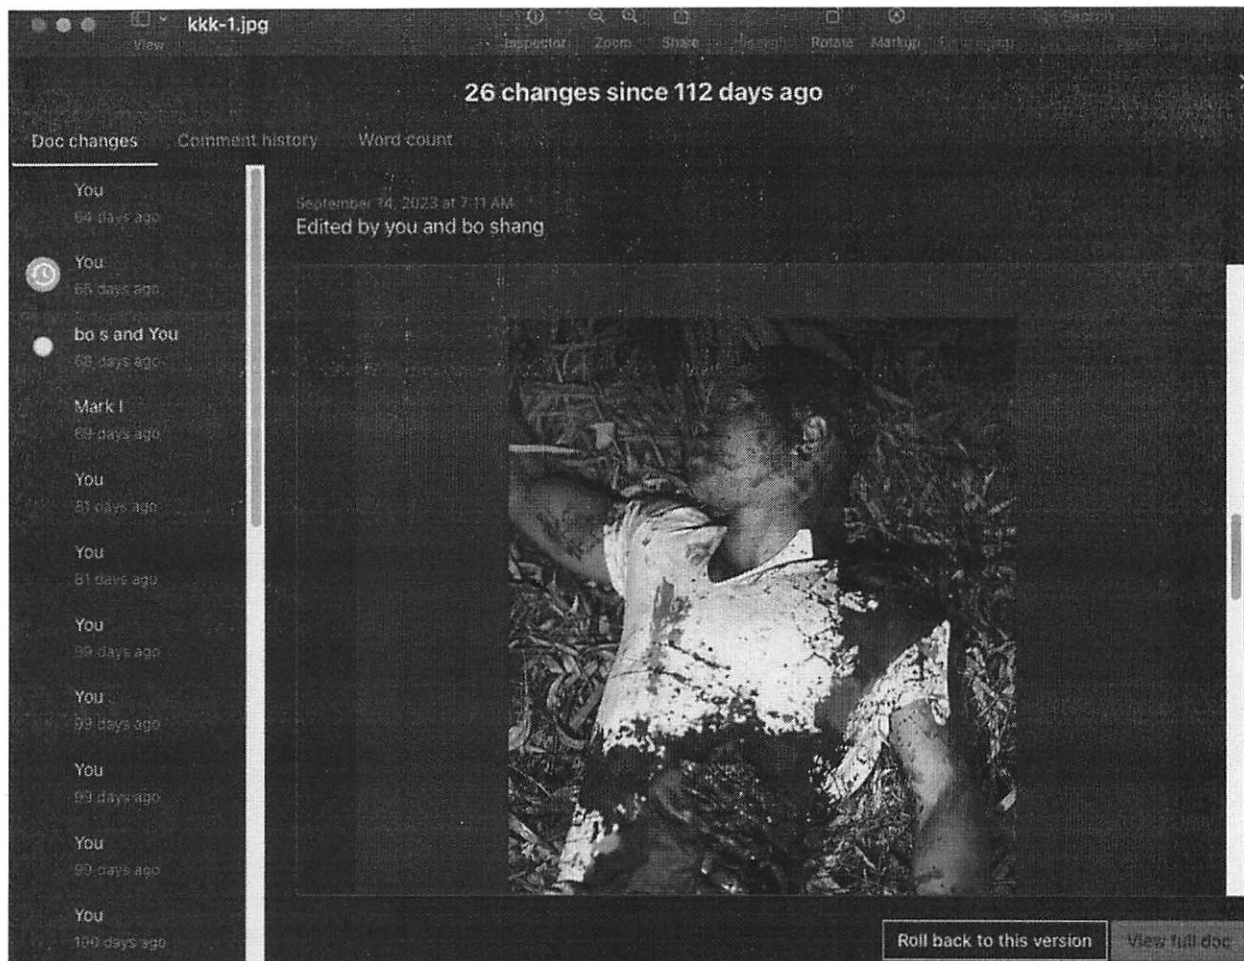 kkk-1.jpg
View
Inspector
Zoom
Share
Rotate
Markup
Search
26 changes since 112 days ago
Doc changes
Comment history
Word count
You
64 days ago
You
65 days ago
bo s and You
68 days ago
Mark I
69 days ago
You
81 days ago
You
81 days ago
You
99 days ago
You
99 days ago
You
99 days ago
You
99 days ago
You
100 days ago
September 14, 2023 at 7:11 AM
Edited by you and bo shang
Roll back to this version
View full doc